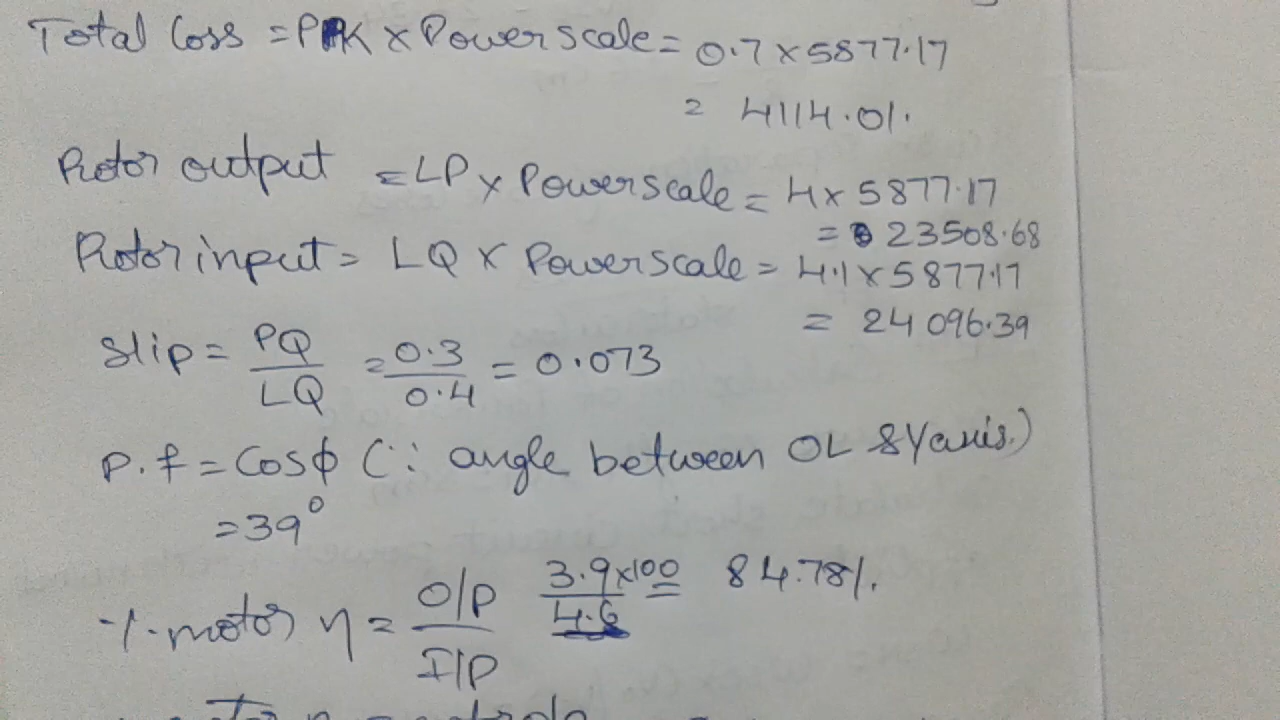 Total Loss = PK x Power scale = 0.7 x 5877.17
= 4114.01.
Rotor output = LP x Power scale = 4 x 5877.17
= 23508.68
Rotor input = LQ x Power scale = 4.1 x 5877.17
= 24096.39
Slip = PQ/LQ = 0.3/0.4 = 0.073
p.f = Cosφ (∵ angle between OL & Y axis.)
= 39°
% motor η = O/P / I/P 3.9x100 / 4.6 = 84.78%.